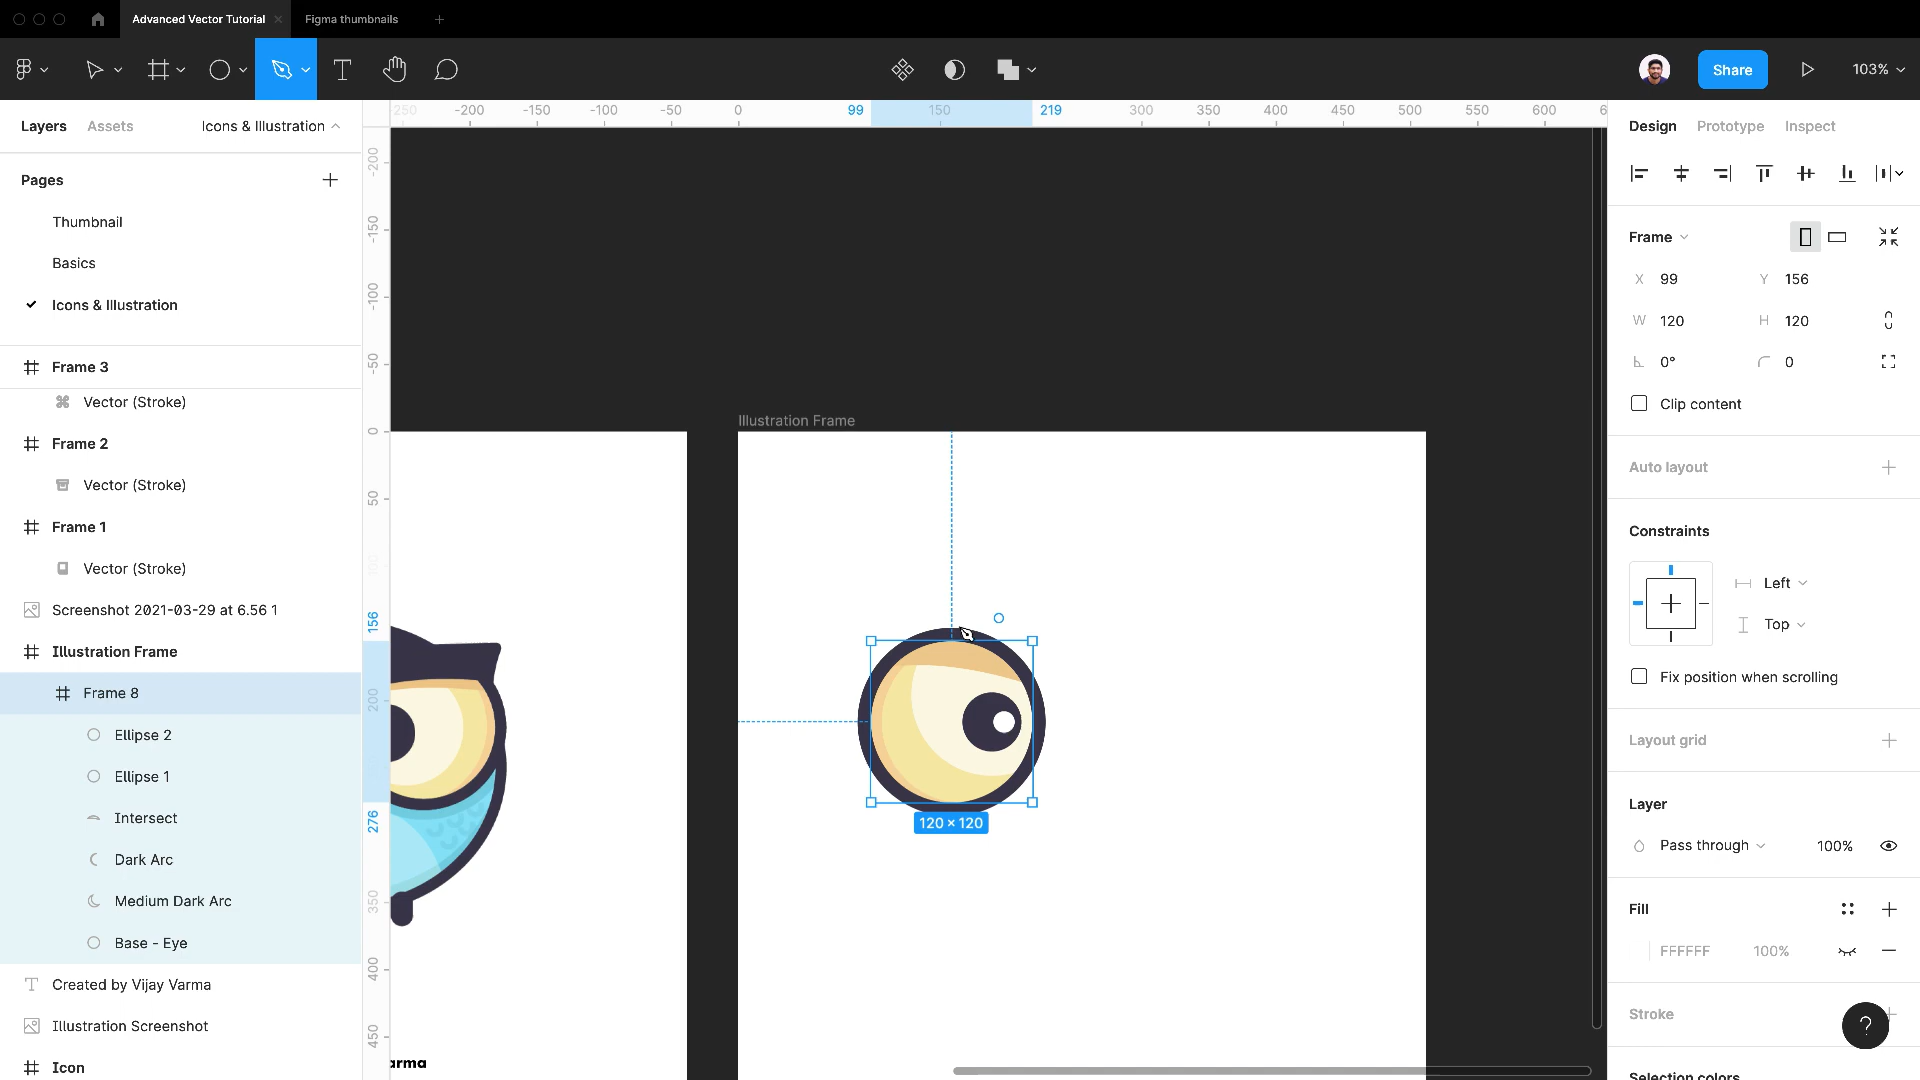 Advanced Vector Tutorial
Figma thumbnails
Share
103%
Layers
Assets
Icons & Illustration
Pages
Thumbnail
Basics
Icons & Illustration
Frame 3
Vector (Stroke)
Frame 2
Vector (Stroke)
Frame 1
Vector (Stroke)
Screenshot 2021-03-29 at 6.56 1
Illustration Frame
Frame 8
Ellipse 2
Ellipse 1
Intersect
Dark Arc
Medium Dark Arc
Base - Eye
Created by Vijay Varma
Illustration Screenshot
Icon
250 -200 -150 -100 -50 0 99 150 219 300 350 400 450 500 550 600 6
-200
-150
-100
-50
0
50
156
200
276
350
400
450
Illustration Frame
120 × 120
arma
Design
Prototype
Inspect
Frame
X 99
Y 156
W 120
H 120
0°
0
Clip content
Auto layout
Constraints
Left
Top
Fix position when scrolling
Layout grid
Layer
Pass through
100%
Fill
FFFFFF
100%
Stroke
?
Selection colors